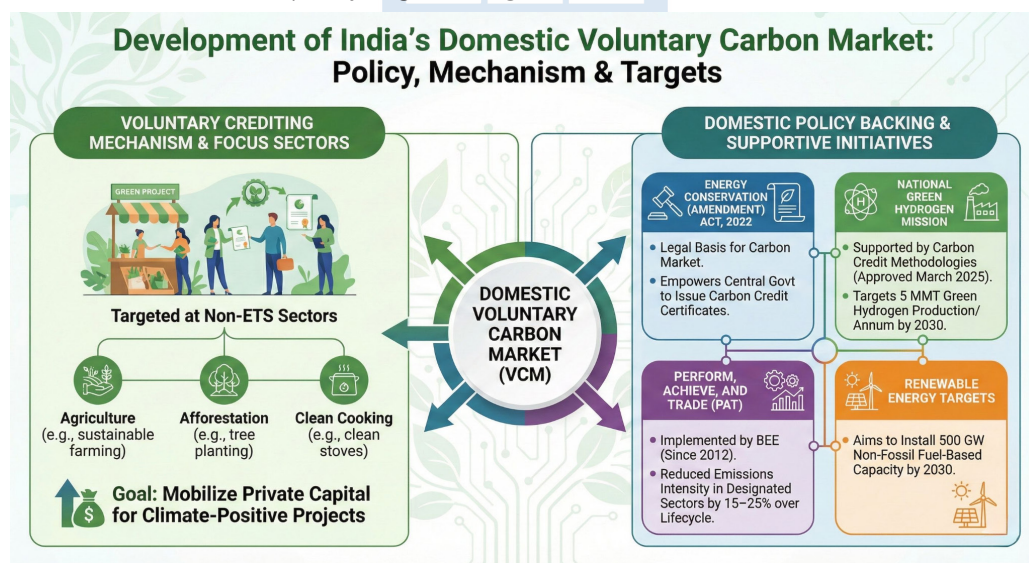 Development of India's Domestic Voluntary Carbon Market:
Policy, Mechanism & Targets
VOLUNTARY CREDITING
MECHANISM & FOCUS SECTORS
GREEN PROJECT
Targeted at Non-ETS Sectors
Agriculture
(e.g., sustainable
farming)
Afforestation
(e.g., tree
planting)
Clean Cooking
(e.g., clean
stoves)
$
Goal: Mobilize Private Capital
for Climate-Positive Projects
DOMESTIC
VOLUNTARY
CARBON
MARKET
(VCM)
DOMESTIC POLICY BACKING &
SUPPORTIVE INITIATIVES
ENERGY
CONSERVATION
(AMENDMENT)
ACT, 2022
• Legal Basis for Carbon
Market.
• Empowers Central Govt
to Issue Carbon Credit
Certificates.
H
NATIONAL
GREEN
HYDROGEN
MISSION
• Supported by Carbon
Credit Methodologies
(Approved March 2025).
• Targets 5 MMT Green
Hydrogen Production/
Annum by 2030.
PERFORM,
ACHIEVE, AND
TRADE (PAT)
• Implemented by BEE
(Since 2012).
• Reduced Emissions
Intensity in Designated
Sectors by 15–25% over
Lifecycle.
RENEWABLE
ENERGY TARGETS
• Aims to Install 500 GW
Non-Fossil Fuel-Based
Capacity by 2030.